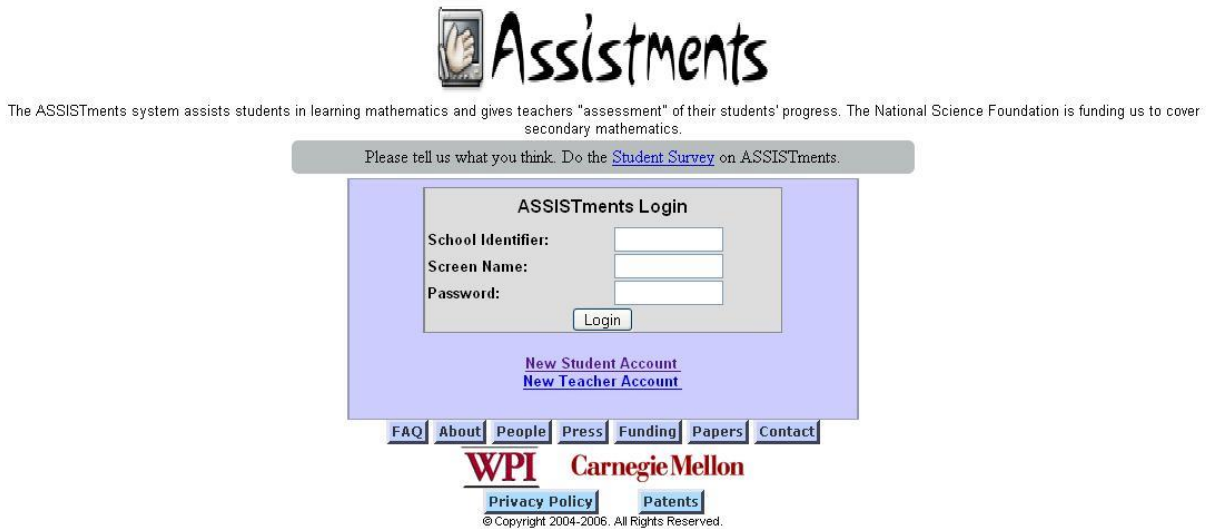 Assistments
The ASSISTments system assists students in learning mathematics and gives teachers "assessment" of their students' progress. The National Science Foundation is funding us to cover
secondary mathematics.
Please tell us what you think. Do the Student Survey on ASSISTments.
ASSISTments Login
School Identifier:
Screen Name:
Password:
Login
New Student Account
New Teacher Account
FAQ About People Press Funding Papers Contact
WPI Carnegie Mellon
Privacy Policy Patents
© Copyright 2004-2006. All Rights Reserved.